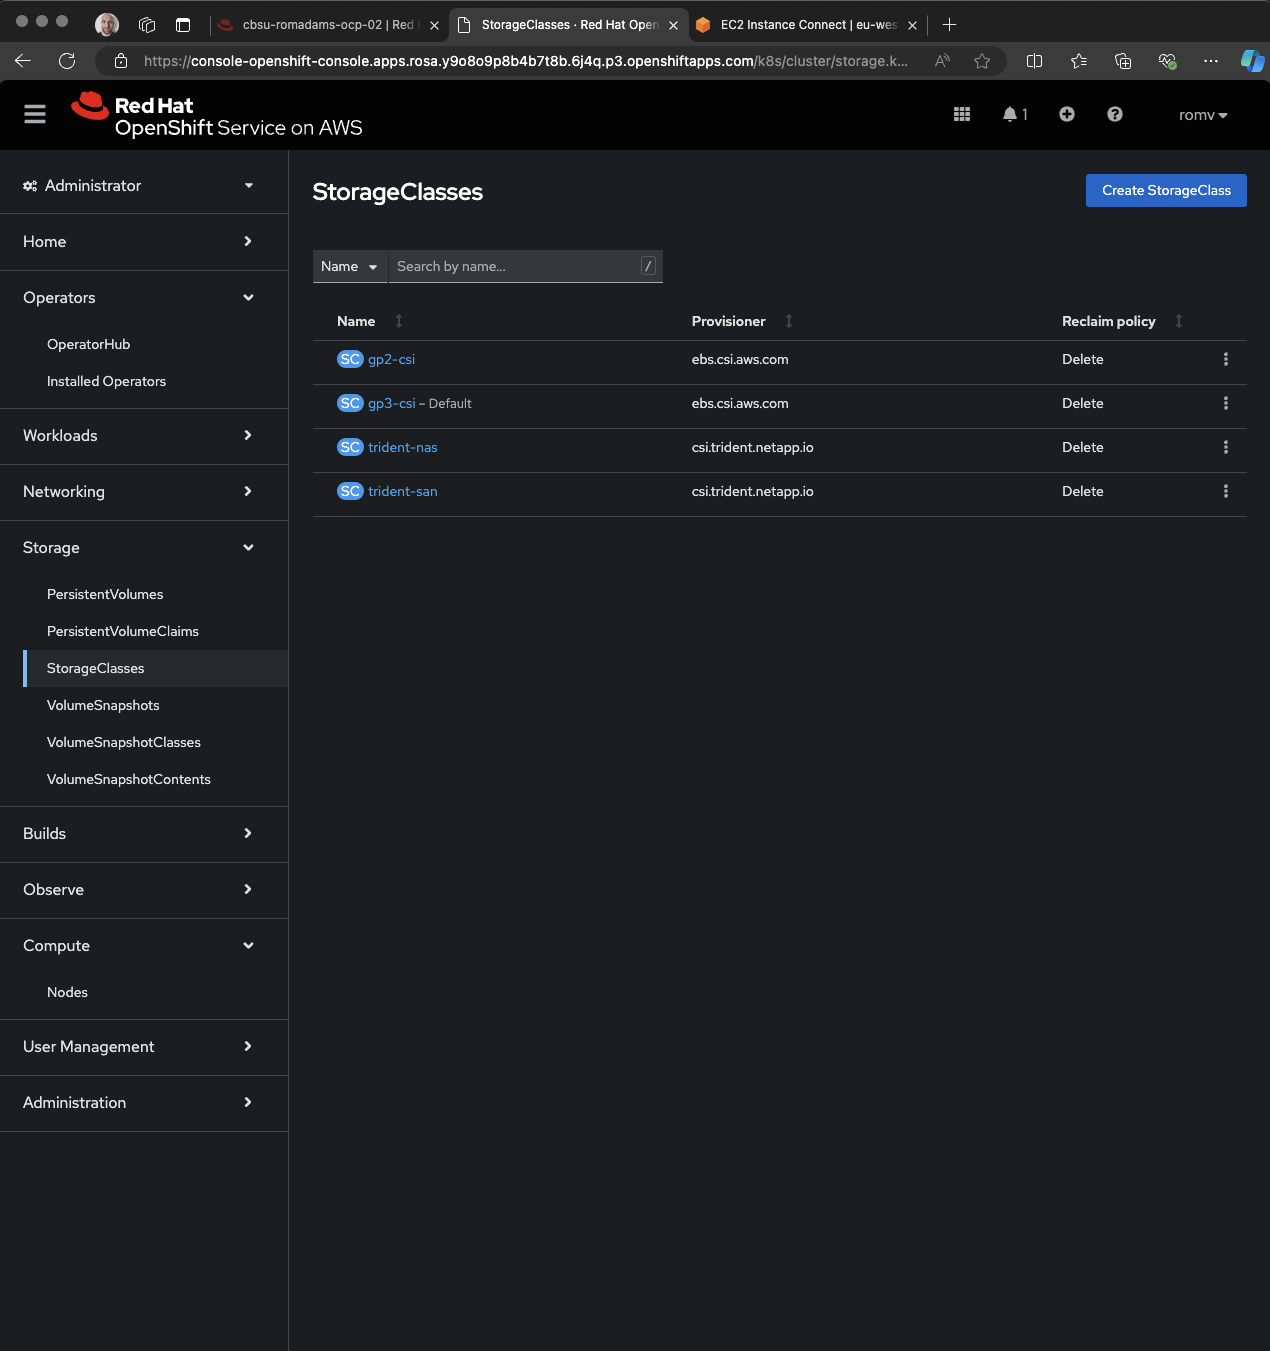 cbsu-romadams-ocp-02 | Red
StorageClasses · Red Hat Open
EC2 Instance Connect | eu-wes
https://console-openshift-console.apps.rosa.y9o8o9p8b4b7t8b.6j4q.p3.openshiftapps.com/k8s/cluster/storage.k...
Red Hat
OpenShift Service on AWS
1
romv
Administrator
Home
Operators
OperatorHub
Installed Operators
Workloads
Networking
Storage
PersistentVolumes
PersistentVolumeClaims
StorageClasses
VolumeSnapshots
VolumeSnapshotClasses
VolumeSnapshotContents
Builds
Observe
Compute
Nodes
User Management
Administration
StorageClasses
Create StorageClass
Name
Search by name...
/
Name Provisioner Reclaim policy
SC gp2-csi ebs.csi.aws.com Delete
SC gp3-csi – Default ebs.csi.aws.com Delete
SC trident-nas csi.trident.netapp.io Delete
SC trident-san csi.trident.netapp.io Delete